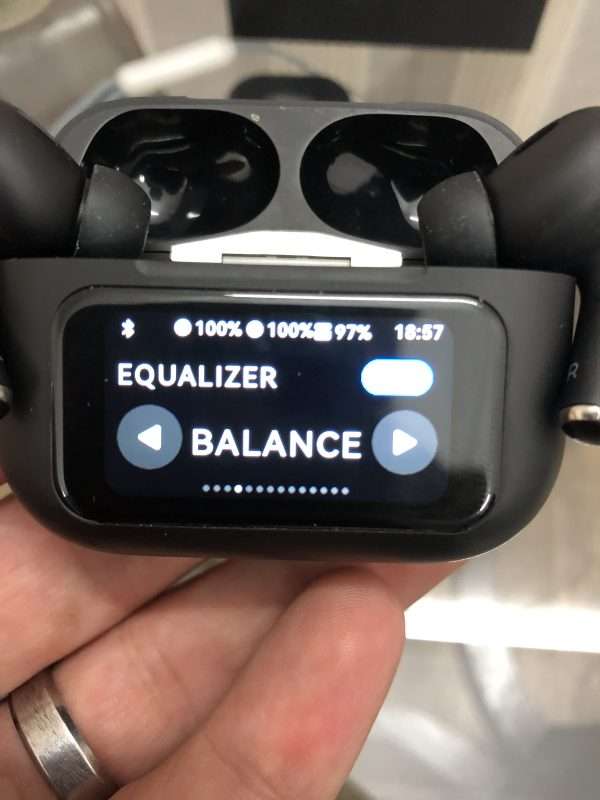 100% 100% 97% 18:57
EQUALIZER
BALANCE
R